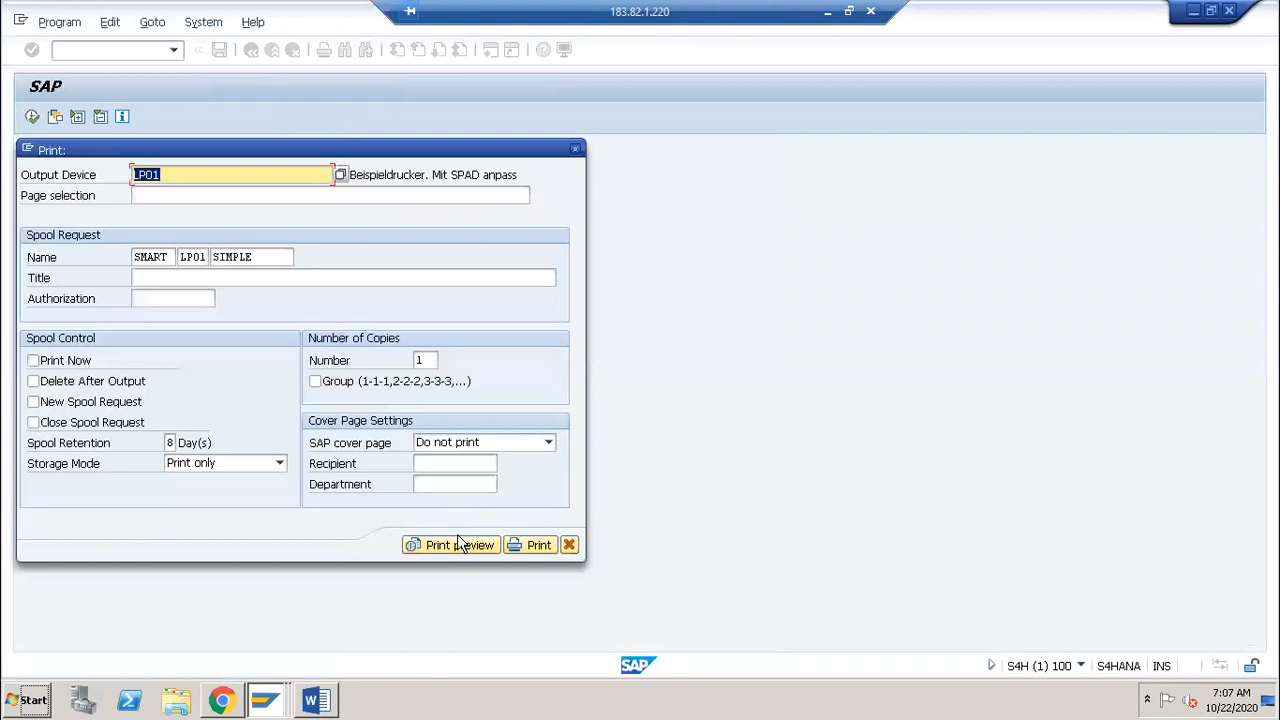 Program Edit Goto System Help
183.82.1.220
SAP
Print:
Output Device LP01 Beispieldrucker. Mit SPAD anpass
Page selection
Spool Request
Name SMART LP01 SIMPLE
Title
Authorization
Spool Control
Print Now
Delete After Output
New Spool Request
Close Spool Request
Spool Retention 8 Day(s)
Storage Mode Print only
Number of Copies
Number 1
Group (1-1-1,2-2-2,3-3-3,...)
Cover Page Settings
SAP cover page Do not print
Recipient
Department
Print preview Print
SAP
S4H (1) 100 S4HANA INS
Start
7:07 AM
10/22/2020